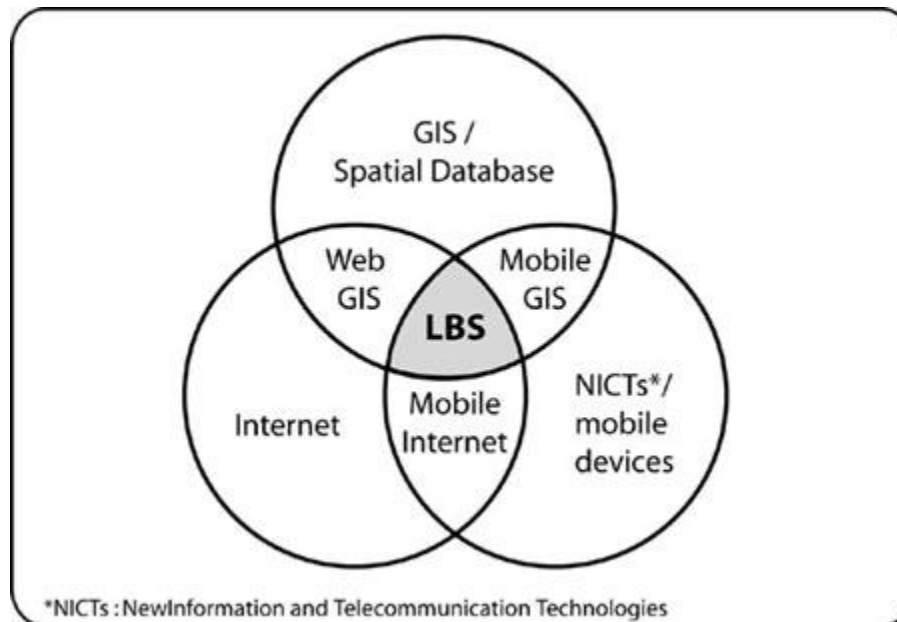 GIS /
Spatial Database
Web
GIS
Mobile
GIS
LBS
Internet
Mobile
Internet
NICTs*/
mobile
devices
*NICTs : NewInformation and Telecommunication Technologies